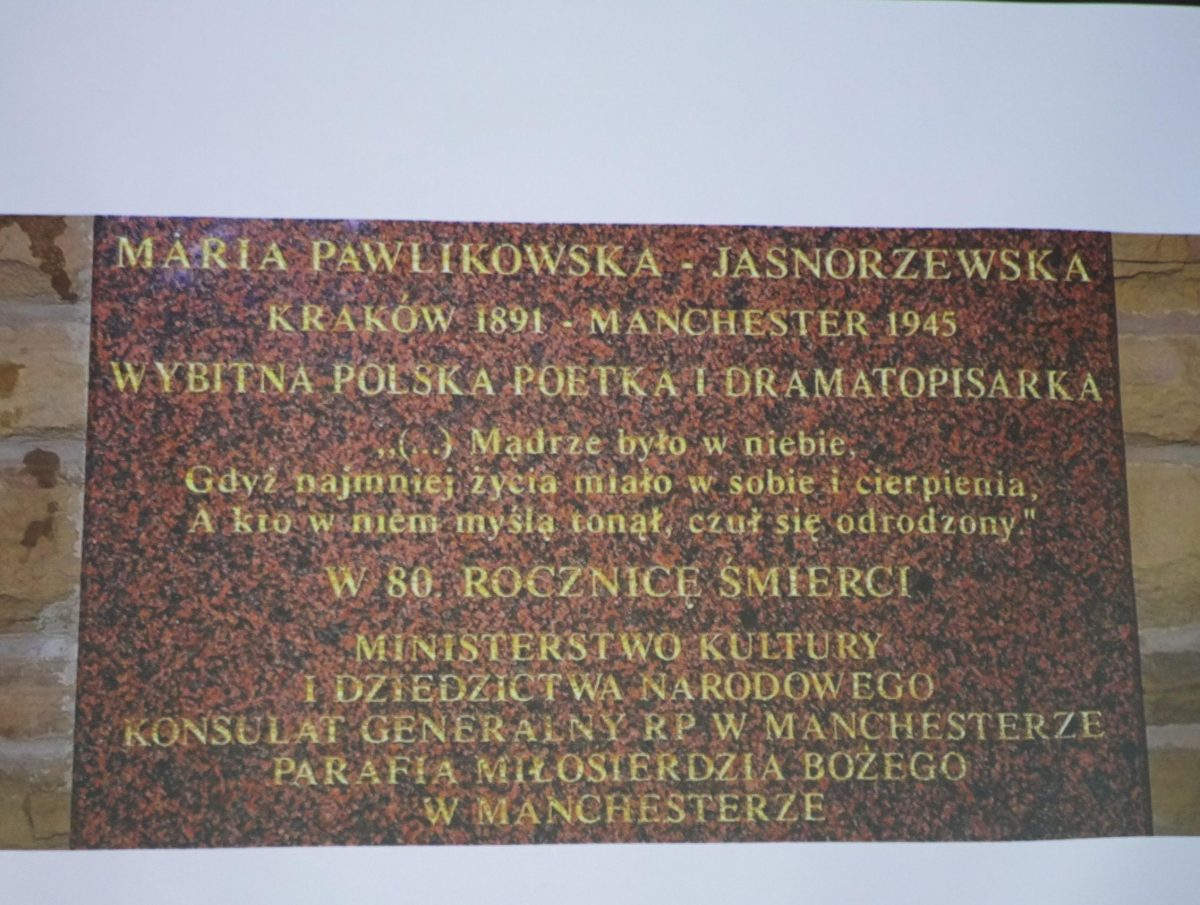 MARIA PAWLIKOWSKA - JASNORZEWSKA
KRAKÓW 1891 - MANCHESTER 1945
WYBITNA POLSKA POETKA I DRAMATOPISARKA
,,(...) Mądrze było w niebie,
Gdyż najmniej życia miało w sobie i cierpienia,
A kto w niem myślą tonął, czuł się odrodzony."
W 80. ROCZNICĘ ŚMIERCI
MINISTERSTWO KULTURY
I DZIEDZICTWA NARODOWEGO
KONSULAT GENERALNY RP W MANCHESTERZE
PARAFIA MIŁOSIERDZIA BOŻEGO
W MANCHESTERZE